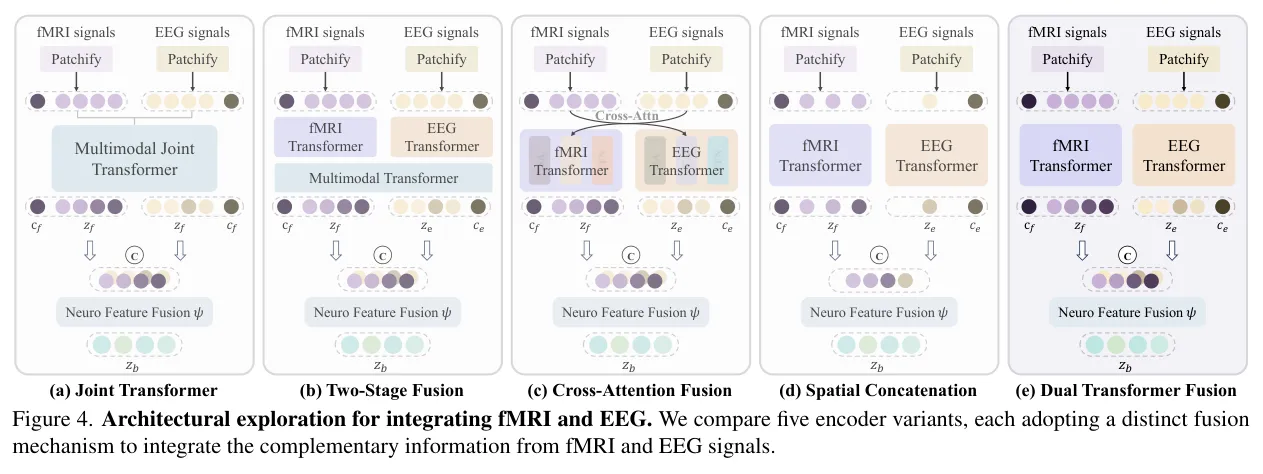 fMRI signals EEG signals
Patchify Patchify
Multimodal Joint
Transformer
c_f z_f z_f c_f
C
Neuro Feature Fusion ψ
z_b
(a) Joint Transformer
fMRI signals EEG signals
Patchify Patchify
fMRI
Transformer
EEG
Transformer
Multimodal Transformer
c_f z_f z_e c_e
C
Neuro Feature Fusion ψ
z_b
(b) Two-Stage Fusion
fMRI signals EEG signals
Patchify Patchify
Cross-Attn
fMRI
Transformer
EEG
Transformer
c_f z_f z_e c_e
C
Neuro Feature Fusion ψ
z_b
(c) Cross-Attention Fusion
fMRI signals EEG signals
Patchify Patchify
fMRI
Transformer
EEG
Transformer
c_f z_f z_e c_e
C
Neuro Feature Fusion ψ
z_b
(d) Spatial Concatenation
fMRI signals EEG signals
Patchify Patchify
fMRI
Transformer
EEG
Transformer
c_f z_f z_e c_e
C
Neuro Feature Fusion ψ
z_b
(e) Dual Transformer Fusion
Figure 4. Architectural exploration for integrating fMRI and EEG. We compare five encoder variants, each adopting a distinct fusion
mechanism to integrate the complementary information from fMRI and EEG signals.